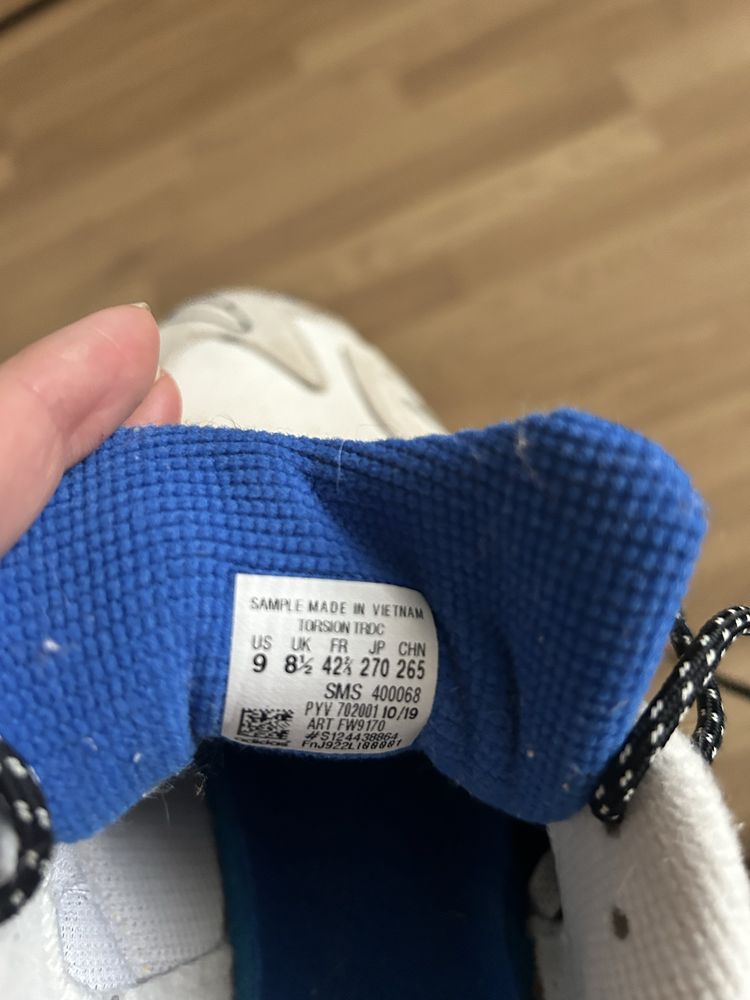 SAMPLE MADE IN VIETNAM
TORSION TRDC
US UK FR JP CHN
9 8½ 42⅔ 270 265
SMS 400068
PYV 702001 10/19
ART FW9170
#S124438864
adidas